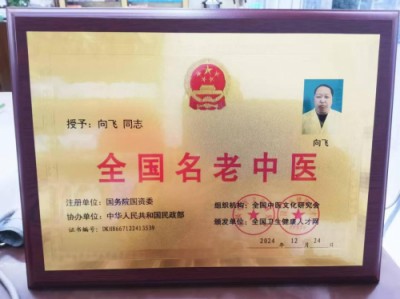 授予：向飞 同志
向飞
全国名老中医
注册单位：国务院国资委
协办单位：中华人民共和国民政部
组织机构：全国中医文化研究会
颁发单位：全国卫生健康人才网
2024 年 12 月 24 日